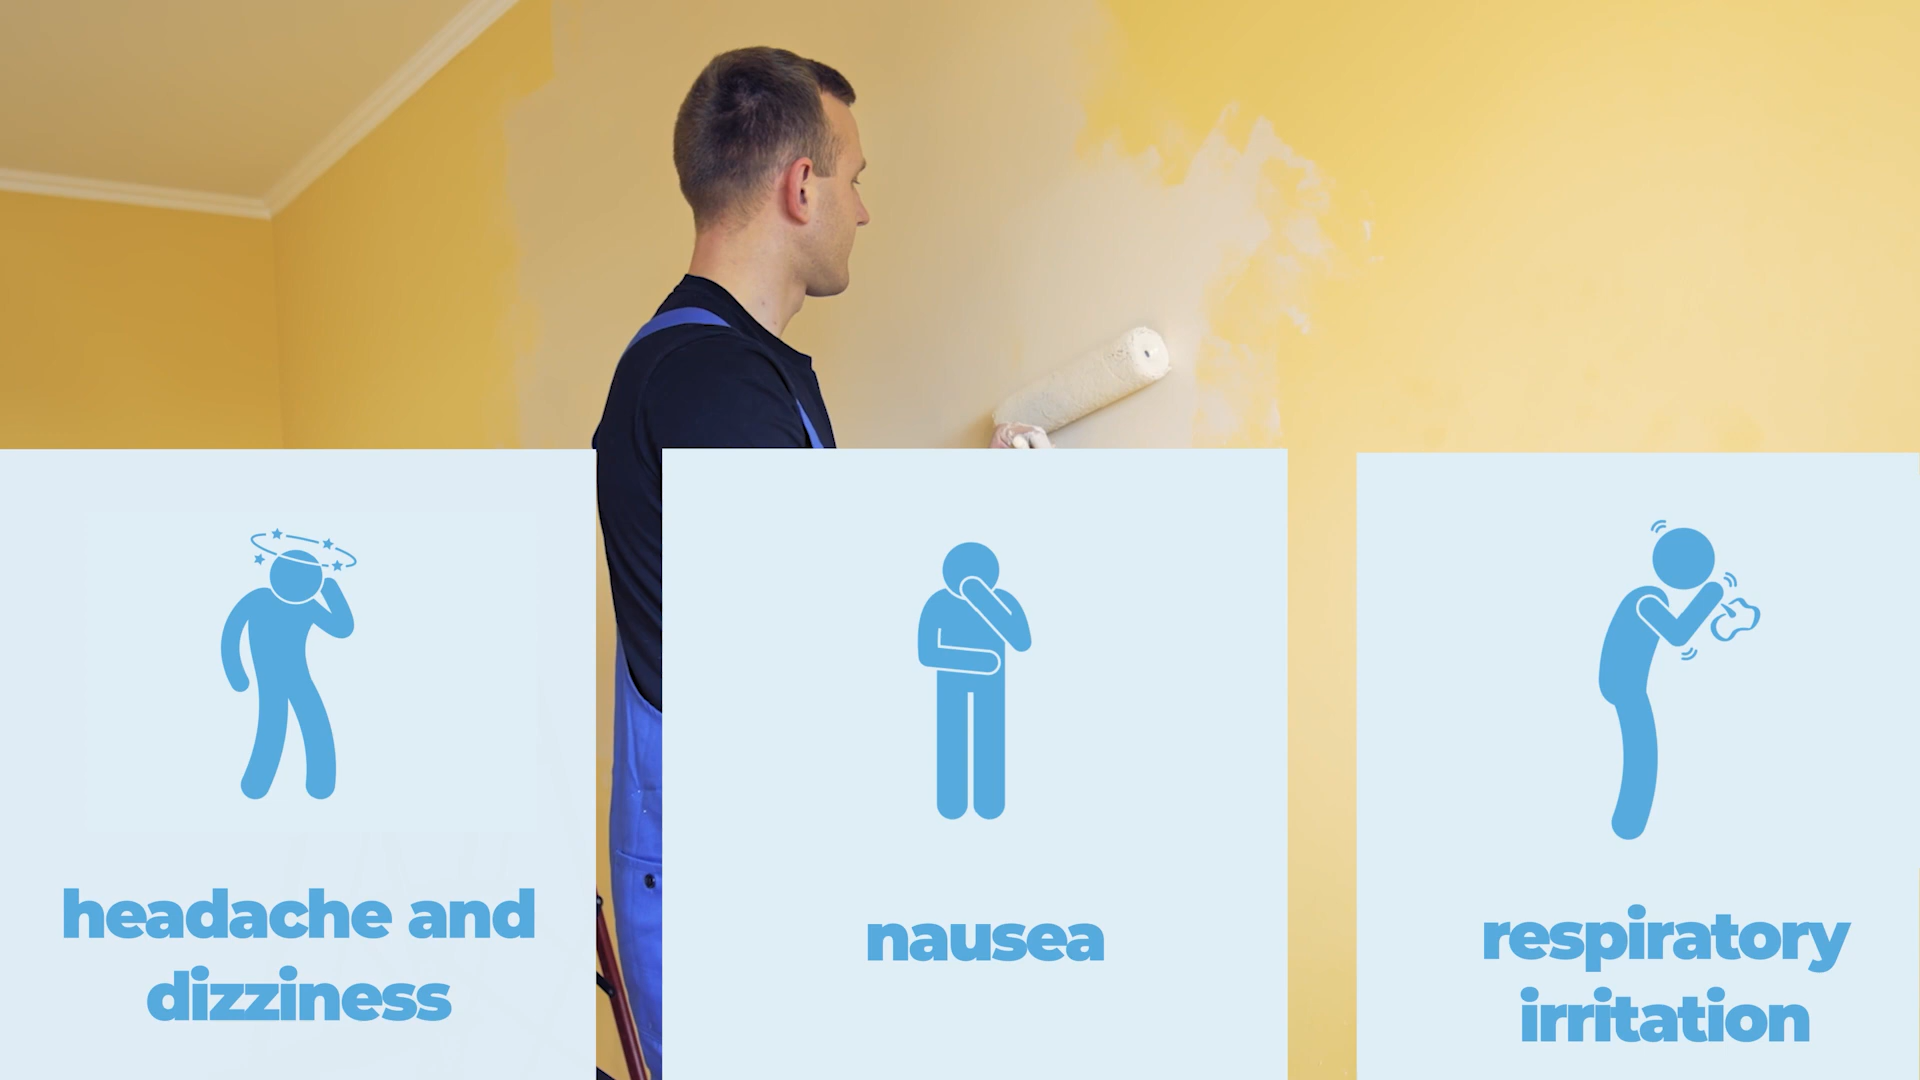 headache and
dizziness
nausea
respiratory
irritation